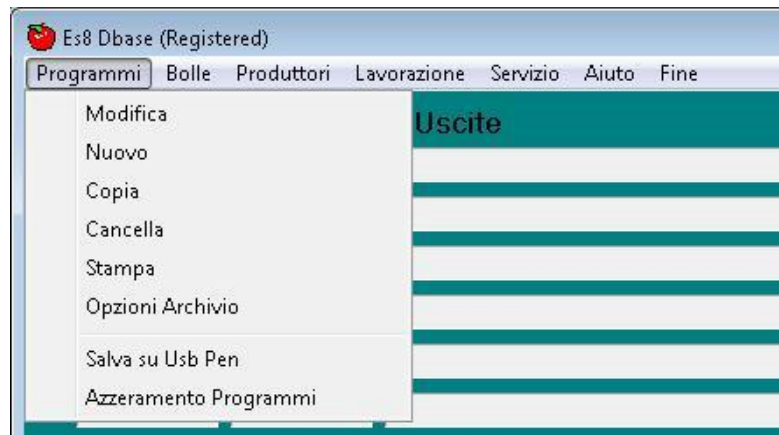 Es8 Dbase (Registered)
Programmi Bolle Produttori Lavorazione Servizio Aiuto Fine
Modifica
Uscite
Nuovo
Copia
Cancella
Stampa
Opzioni Archivio
Salva su Usb Pen
Azzeramento Programmi